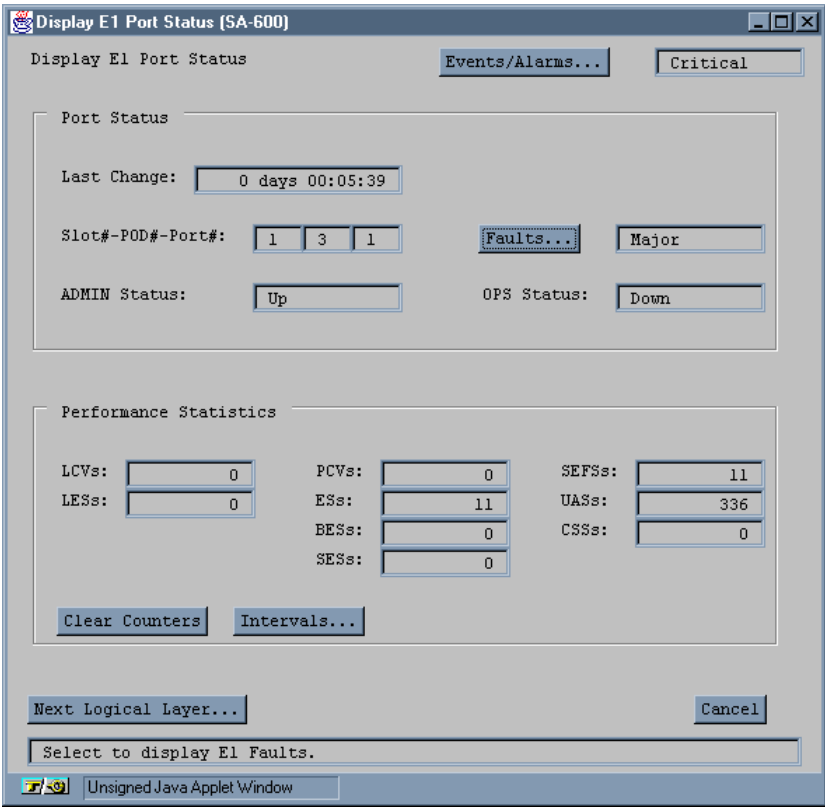 Display E1 Port Status (SA-600)
Display E1 Port Status Events/Alarms... Critical
Port Status
Last Change: 0 days 00:05:39
Slot#-POD#-Port#: 1 3 1 Faults... Major
ADMIN Status: Up OPS Status: Down
Performance Statistics
LCVs: 0 PCVs: 0 SEFSs: 11
LESs: 0 ESs: 11 UASs: 336
BESs: 0 CSSs: 0
SESs: 0
Clear Counters Intervals...
Next Logical Layer... Cancel
Select to display E1 Faults.
Unsigned Java Applet Window